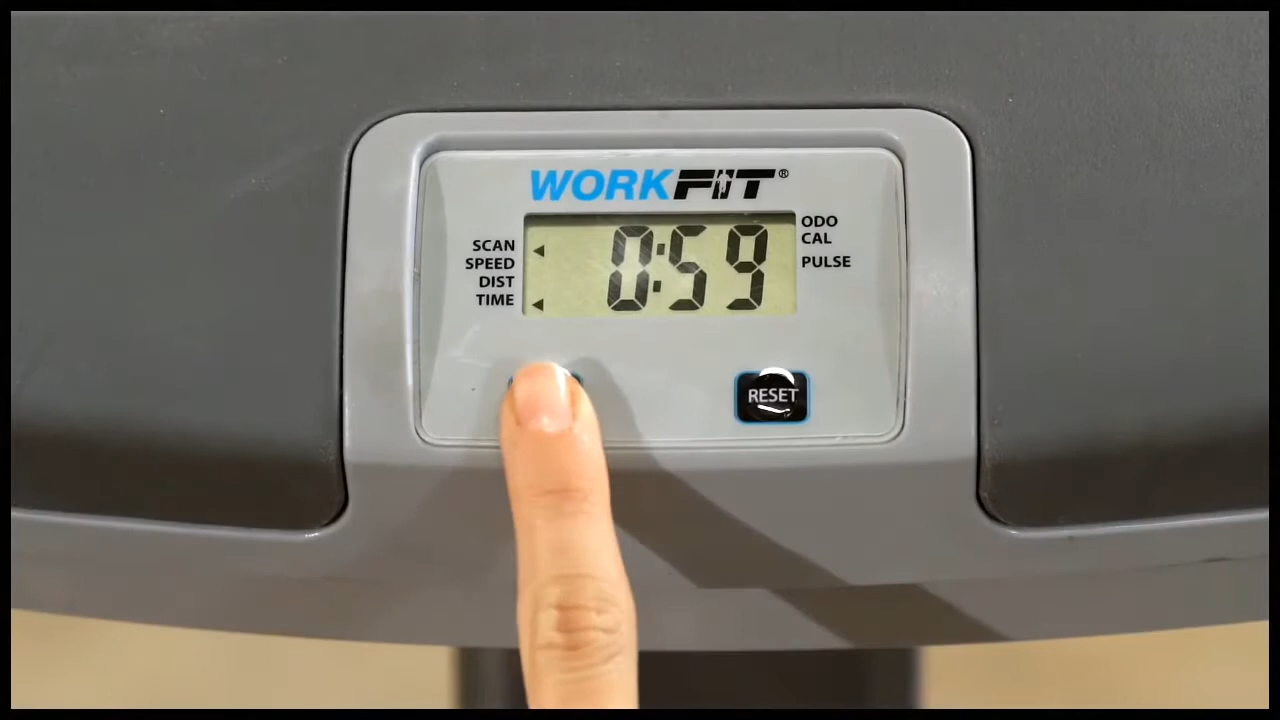 WORKFIT®
SCAN
SPEED
DIST
TIME
0:59
ODO
CAL
PULSE
RESET